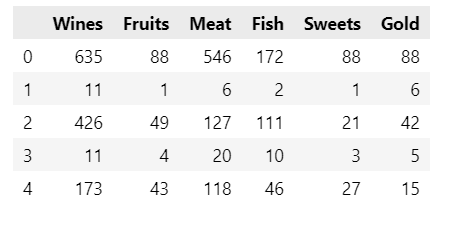 Wines Fruits Meat Fish Sweets Gold
0 635 88 546 172 88 88
1 11 1 6 2 1 6
2 426 49 127 111 21 42
3 11 4 20 10 3 5
4 173 43 118 46 27 15